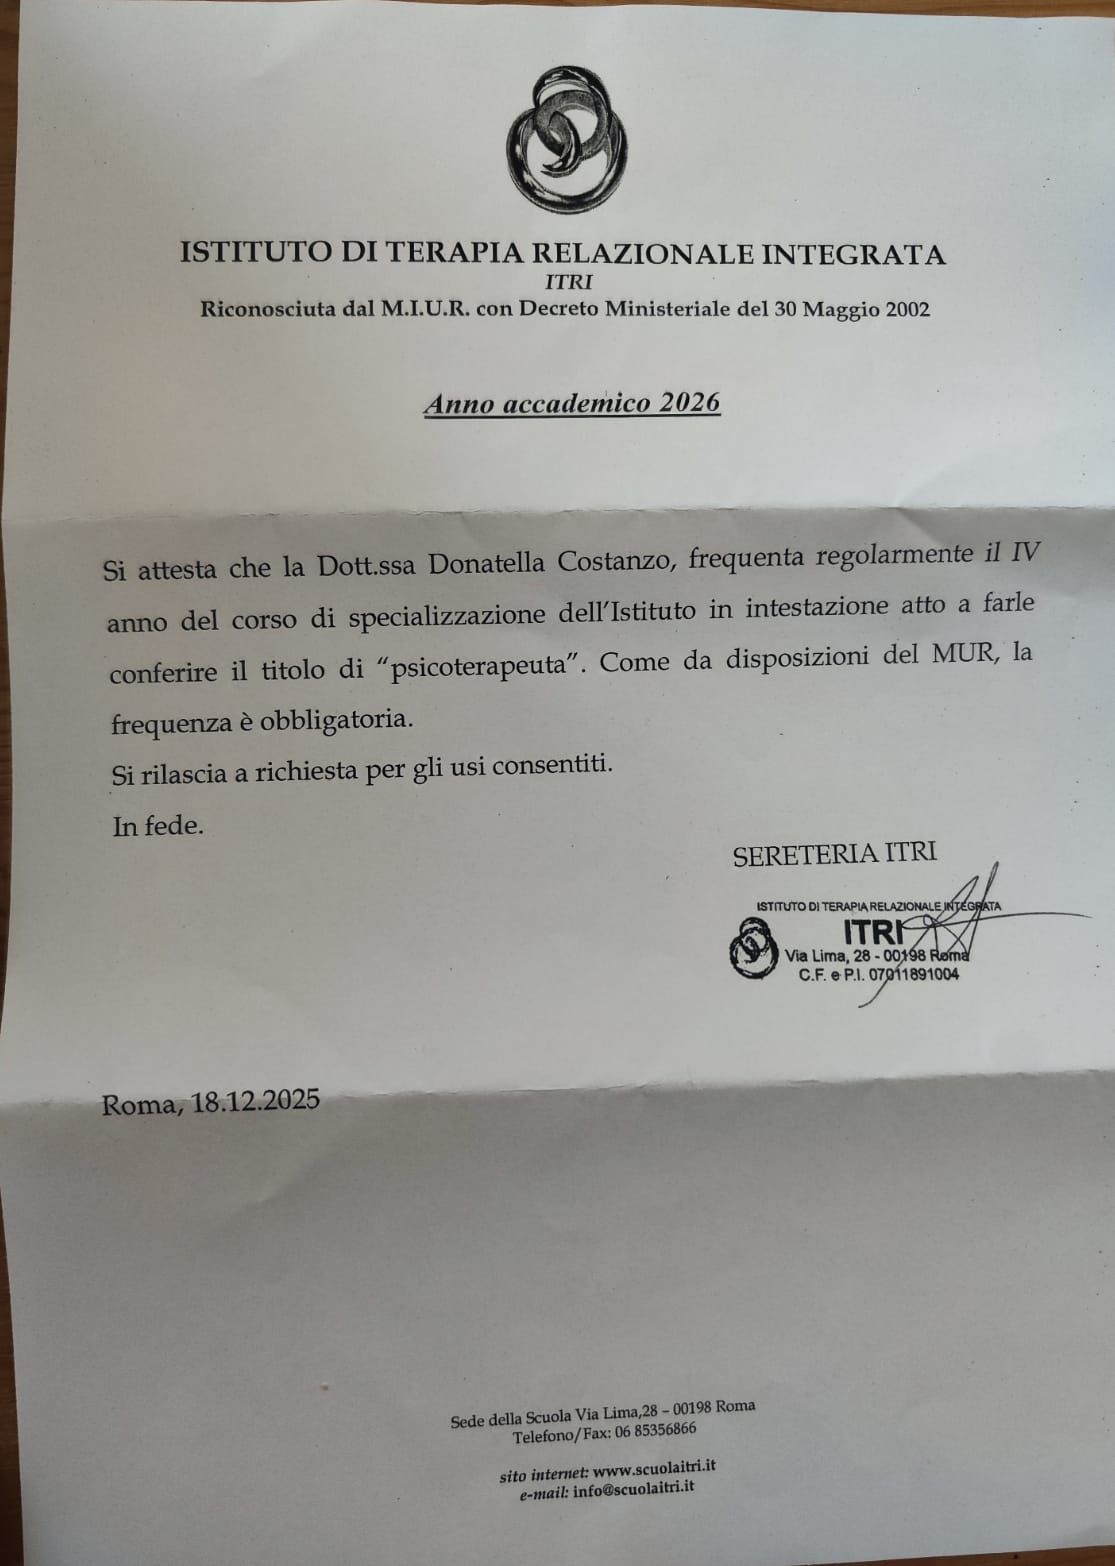 ISTITUTO DI TERAPIA RELAZIONALE INTEGRATA
ITRI
Riconosciuta dal M.I.U.R. con Decreto Ministeriale del 30 Maggio 2002
Anno accademico 2026
Si attesta che la Dott.ssa Donatella Costanzo, frequenta regolarmente il IV
anno del corso di specializzazione dell'Istituto in intestazione atto a farle
conferire il titolo di "psicoterapeuta". Come da disposizioni del MUR, la
frequenza è obbligatoria.
Si rilascia a richiesta per gli usi consentiti.
In fede.
SERETERIA ITRI
ISTITUTO DI TERAPIA RELAZIONALE INTEGRATA
ITRI
Via Lima, 28 - 00198 Roma
C.F. e P.I. 07011891004
Roma, 18.12.2025
Sede della Scuola Via Lima,28 – 00198 Roma
Telefono/Fax: 06 85356866
sito internet: www.scuolaitri.it
e-mail: info@scuolaitri.it